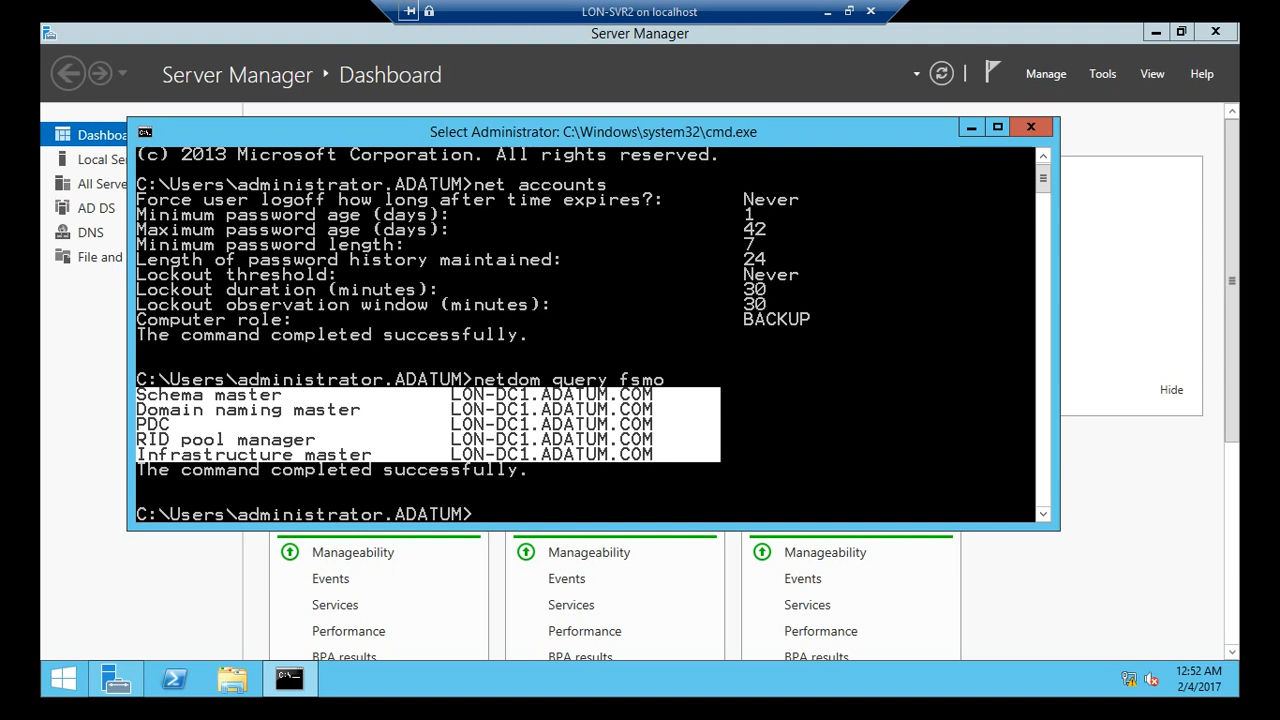 LON-SVR2 on localhost
Server Manager
Server Manager ‣ Dashboard
Manage Tools View Help
Dashboa
Local Se
All Serve
AD DS
DNS
File and
Select Administrator: C:\Windows\system32\cmd.exe
(c) 2013 Microsoft Corporation. All rights reserved.
C:\Users\administrator.ADATUM>net accounts
Force user logoff how long after time expires?: Never
Minimum password age (days): 1
Maximum password age (days): 42
Minimum password length: 7
Length of password history maintained: 24
Lockout threshold: Never
Lockout duration (minutes): 30
Lockout observation window (minutes): 30
Computer role: BACKUP
The command completed successfully.
C:\Users\administrator.ADATUM>netdom query fsmo
Schema master LON-DC1.ADATUM.COM
Domain naming master LON-DC1.ADATUM.COM
PDC LON-DC1.ADATUM.COM
RID pool manager LON-DC1.ADATUM.COM
Infrastructure master LON-DC1.ADATUM.COM
The command completed successfully.
C:\Users\administrator.ADATUM>
Hide
Manageability Manageability Manageability
Events Events Events
Services Services Services
Performance Performance Performance
BPA results BPA results BPA results
12:52 AM
2/4/2017